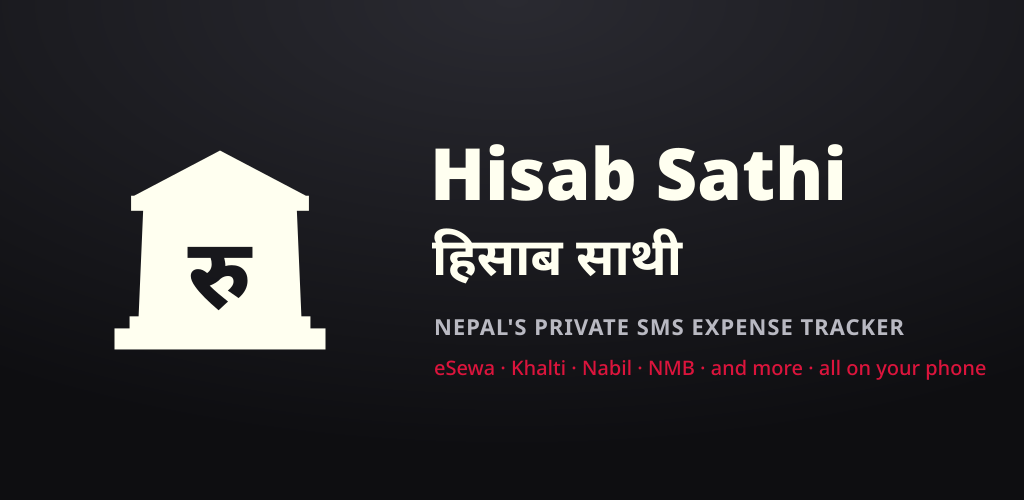 रु
Hisab Sathi
हिसाब साथी
NEPAL'S PRIVATE SMS EXPENSE TRACKER
eSewa · Khalti · Nabil · NMB · and more · all on your phone